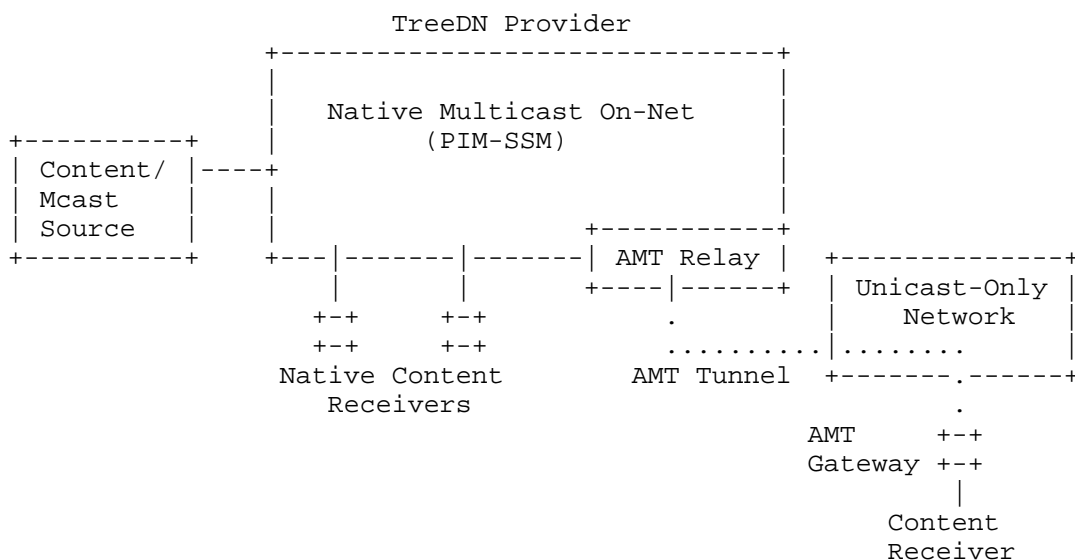 TreeDN Provider
Native Multicast On-Net
(PIM-SSM)
Content/
Mcast
Source
AMT Relay
Unicast-Only
Network
Native Content
Receivers
AMT Tunnel
AMT
Gateway
Content
Receiver